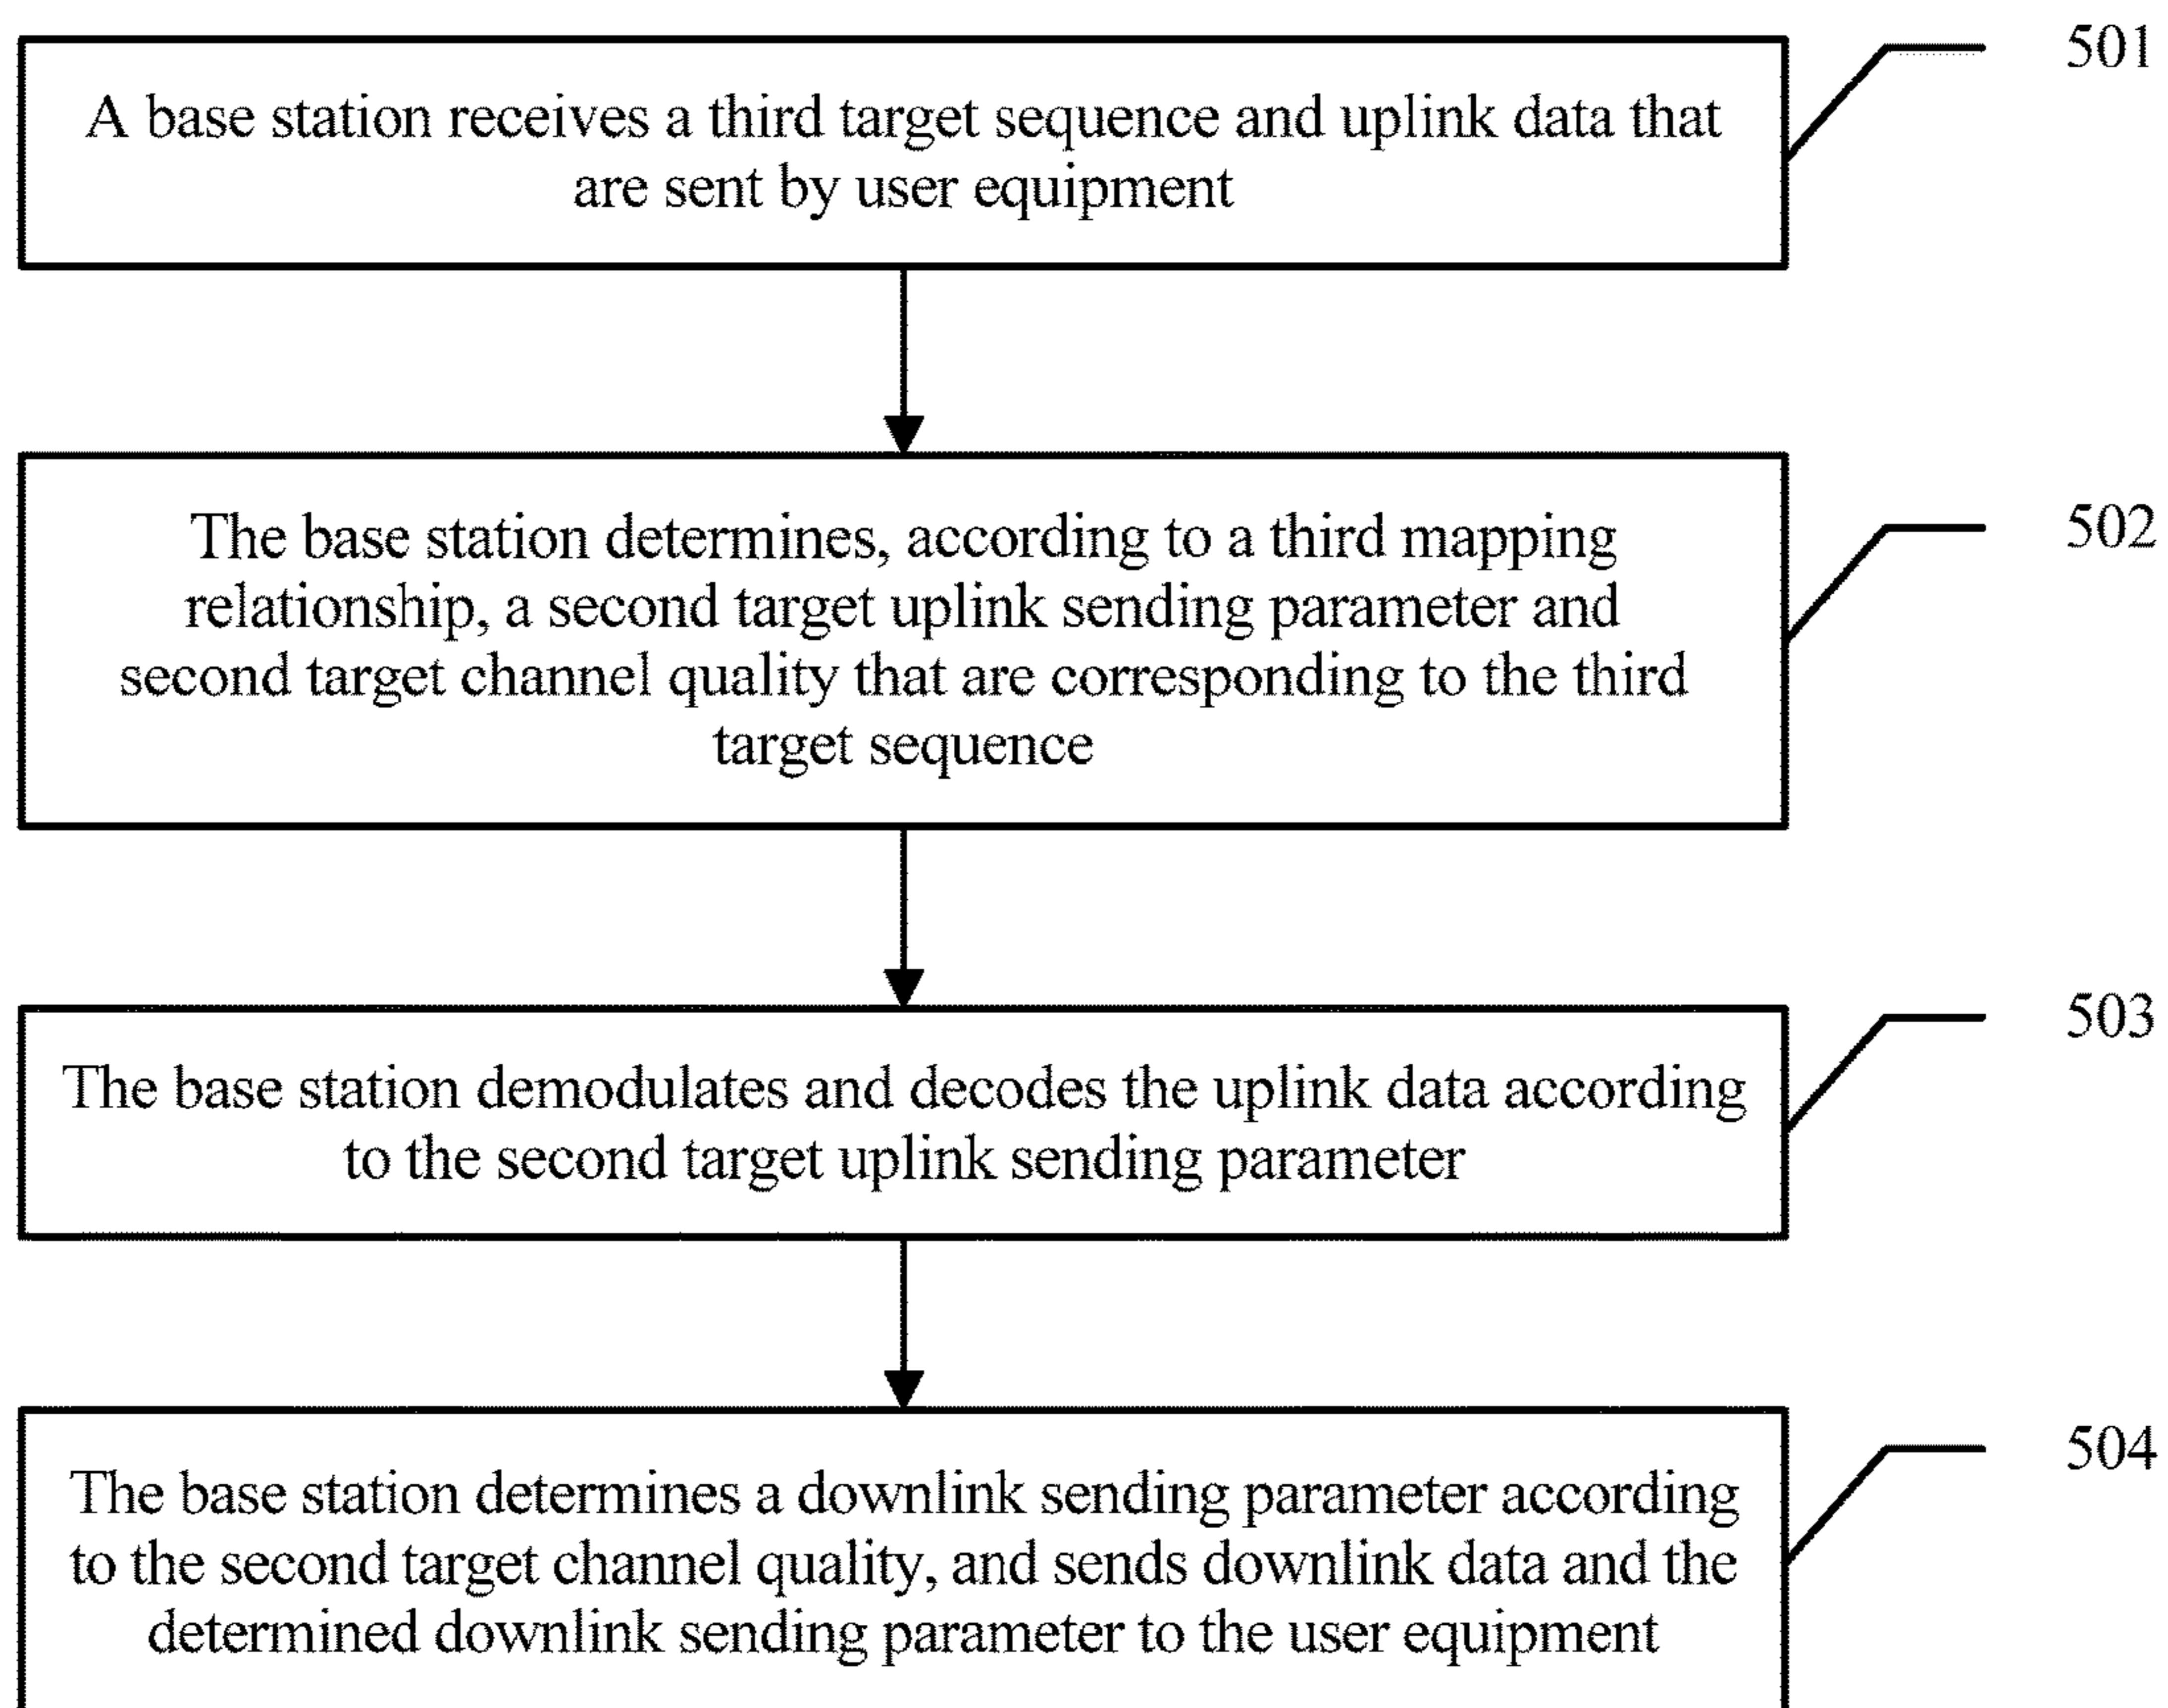 501
A base station receives a third target sequence and uplink data that
are sent by user equipment
502
The base station determines, according to a third mapping
relationship, a second target uplink sending parameter and
second target channel quality that are corresponding to the third
target sequence
503
The base station demodulates and decodes the uplink data according
to the second target uplink sending parameter
504
The base station determines a downlink sending parameter according
to the second target channel quality, and sends downlink data and the
determined downlink sending parameter to the user equipment